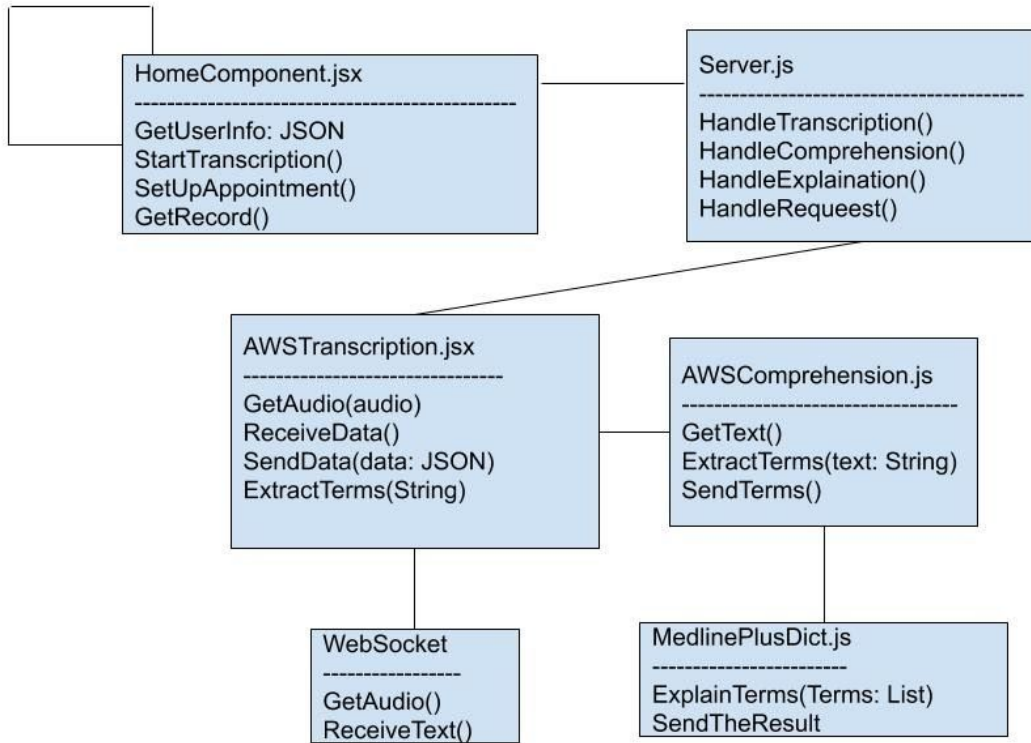 HomeComponent.jsx
-----------------------------------------------
GetUserInfo: JSON
StartTranscription()
SetUpAppointment()
GetRecord()
Server.js
----------------------------------------
HandleTranscription()
HandleComprehension()
HandleExplaination()
HandleRequeest()
AWSTranscription.jsx
--------------------------------
GetAudio(audio)
ReceiveData()
SendData(data: JSON)
ExtractTerms(String)
AWSComprehension.js
----------------------------------
GetText()
ExtractTerms(text: String)
SendTerms()
WebSocket
-----------------
GetAudio()
ReceiveText()
MedlinePlusDict.js
------------------------
ExplainTerms(Terms: List)
SendTheResult